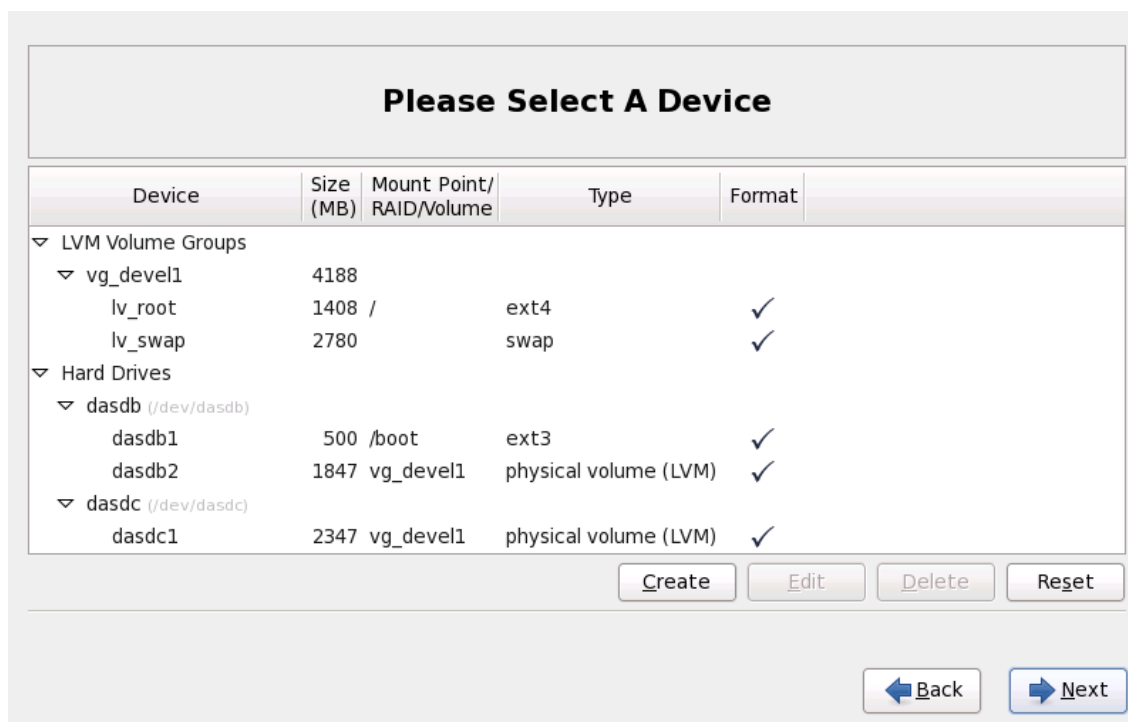 Please Select A Device
Device Size (MB) Mount Point/ RAID/Volume Type Format
LVM Volume Groups
vg_devel1 4188
lv_root 1408 / ext4
lv_swap 2780 swap
Hard Drives
dasdb (/dev/dasdb)
dasdb1 500 /boot ext3
dasdb2 1847 vg_devel1 physical volume (LVM)
dasdc (/dev/dasdc)
dasdc1 2347 vg_devel1 physical volume (LVM)
Create Edit Delete Reset
Back Next